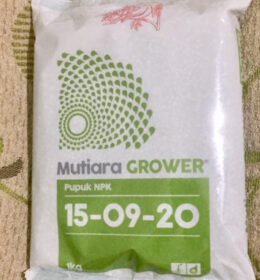 Mutiara GROWER®
Pupuk NPK
15-09-20
1kg